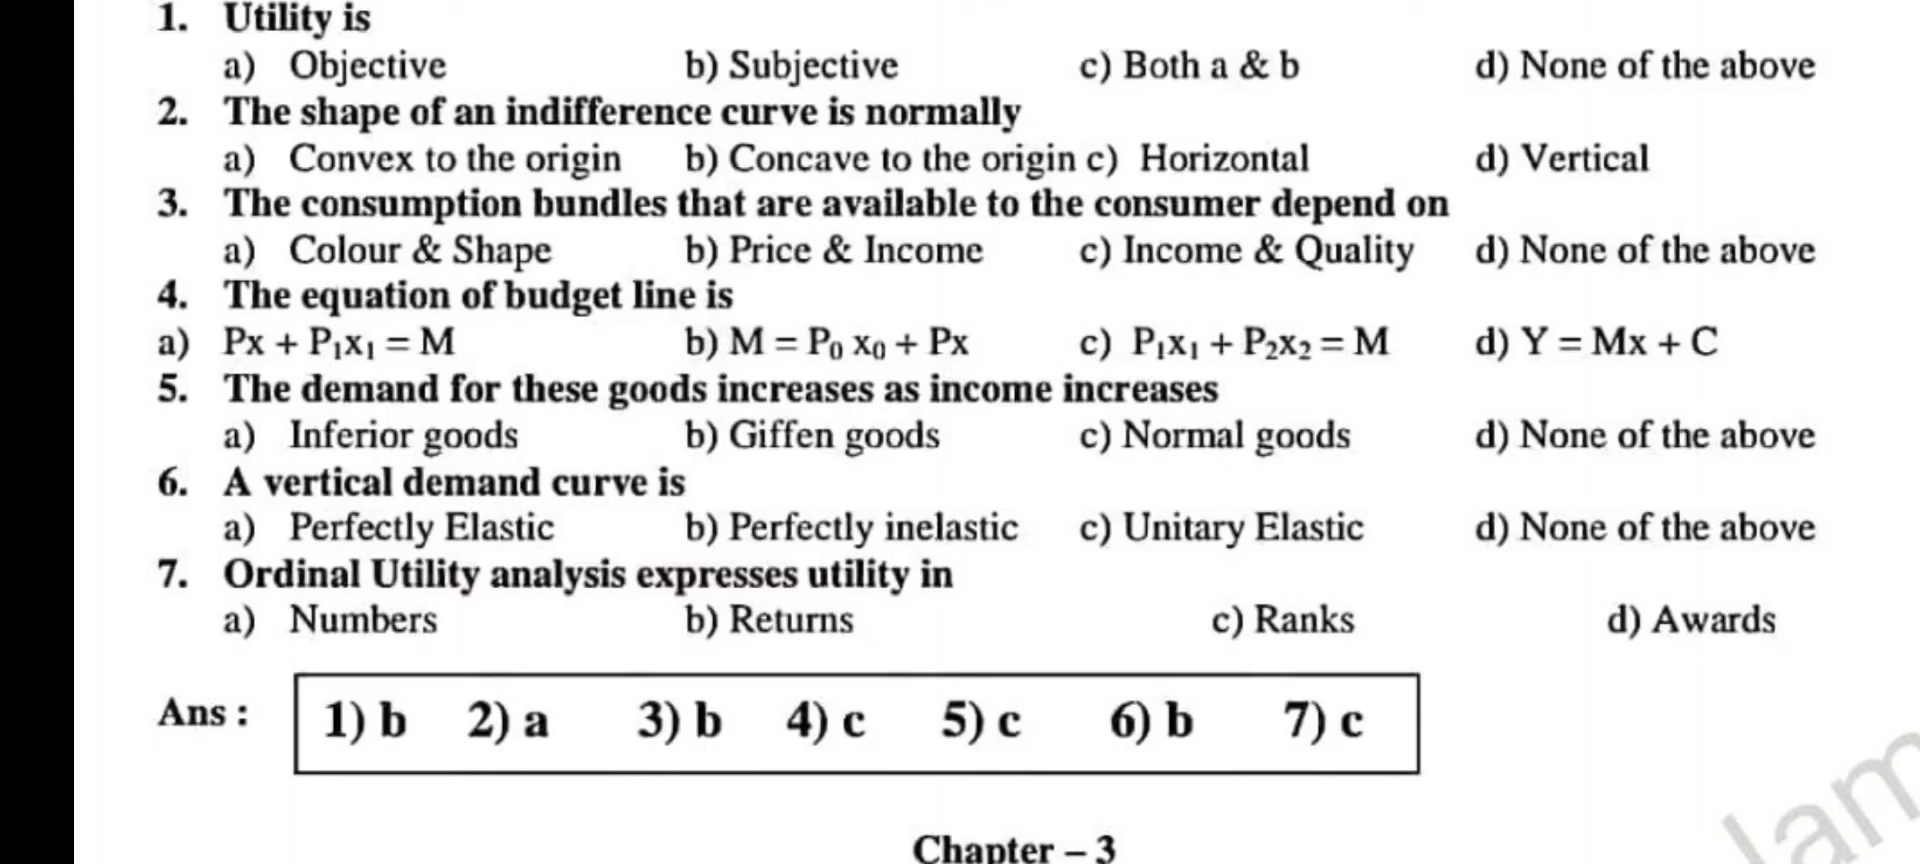 1. Utility is
a) Objective b) Subjective c) Both a & b d) None of the above
2. The shape of an indifference curve is normally
a) Convex to the origin b) Concave to the origin c) Horizontal d) Vertical
3. The consumption bundles that are available to the consumer depend on
a) Colour & Shape b) Price & Income c) Income & Quality d) None of the above
4. The equation of budget line is
a) Px + P₁x₁ = M b) M = P₀ x₀ + Px c) P₁x₁ + P₂x₂ = M d) Y = Mx + C
5. The demand for these goods increases as income increases
a) Inferior goods b) Giffen goods c) Normal goods d) None of the above
6. A vertical demand curve is
a) Perfectly Elastic b) Perfectly inelastic c) Unitary Elastic d) None of the above
7. Ordinal Utility analysis expresses utility in
a) Numbers b) Returns c) Ranks d) Awards
Ans : 1) b 2) a 3) b 4) c 5) c 6) b 7) c
Chapter – 3